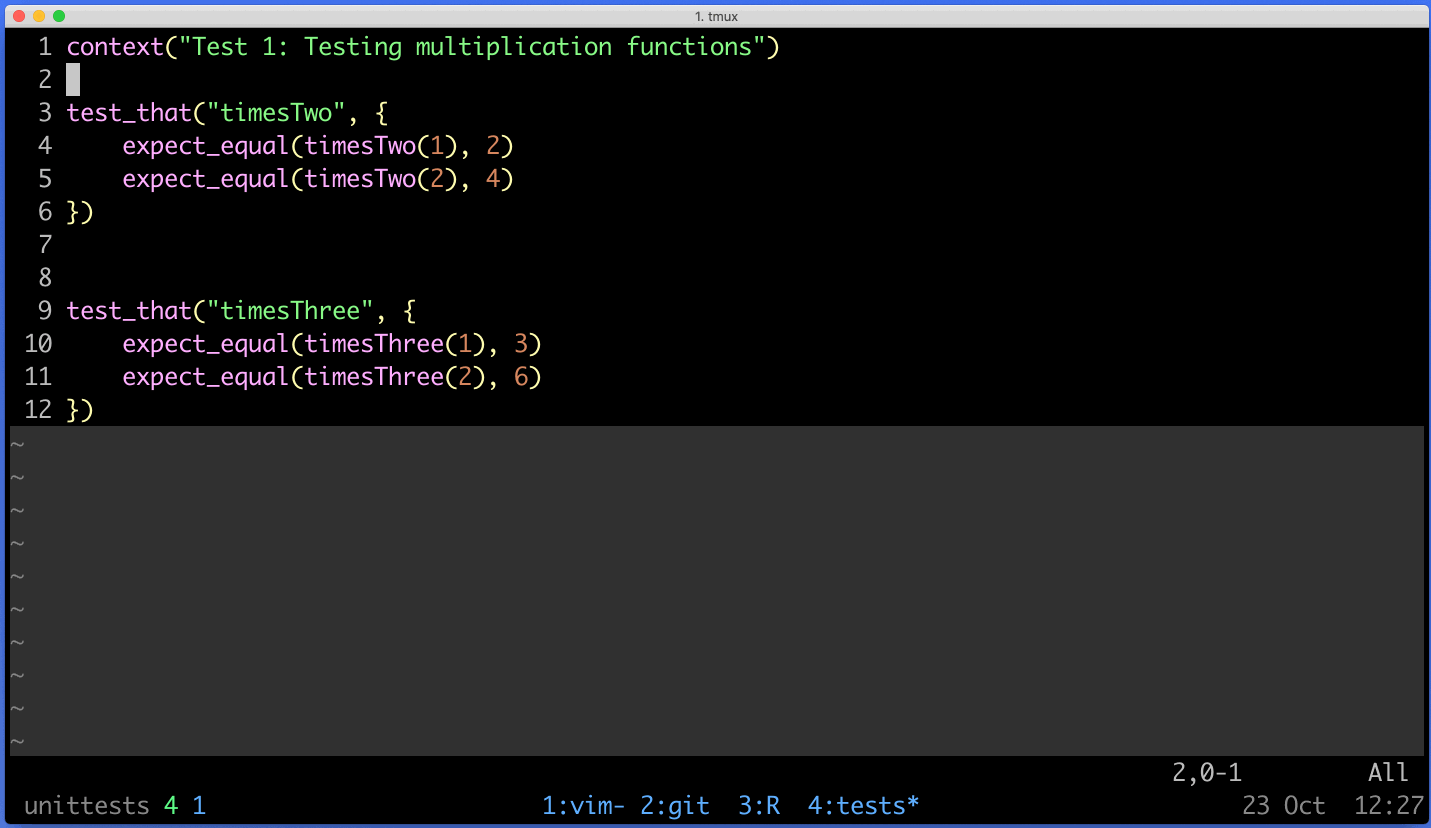 1. tmux
1 context("Test 1: Testing multiplication functions")
2
3 test_that("timesTwo", {
4     expect_equal(timesTwo(1), 2)
5     expect_equal(timesTwo(2), 4)
6 })
7
8
9 test_that("timesThree", {
10     expect_equal(timesThree(1), 3)
11     expect_equal(timesThree(2), 6)
12 })
~
~
~
~
~
~
~
~
~
~
2,0-1 All
unittests 4 1 1:vim- 2:git 3:R 4:tests* 23 Oct 12:27